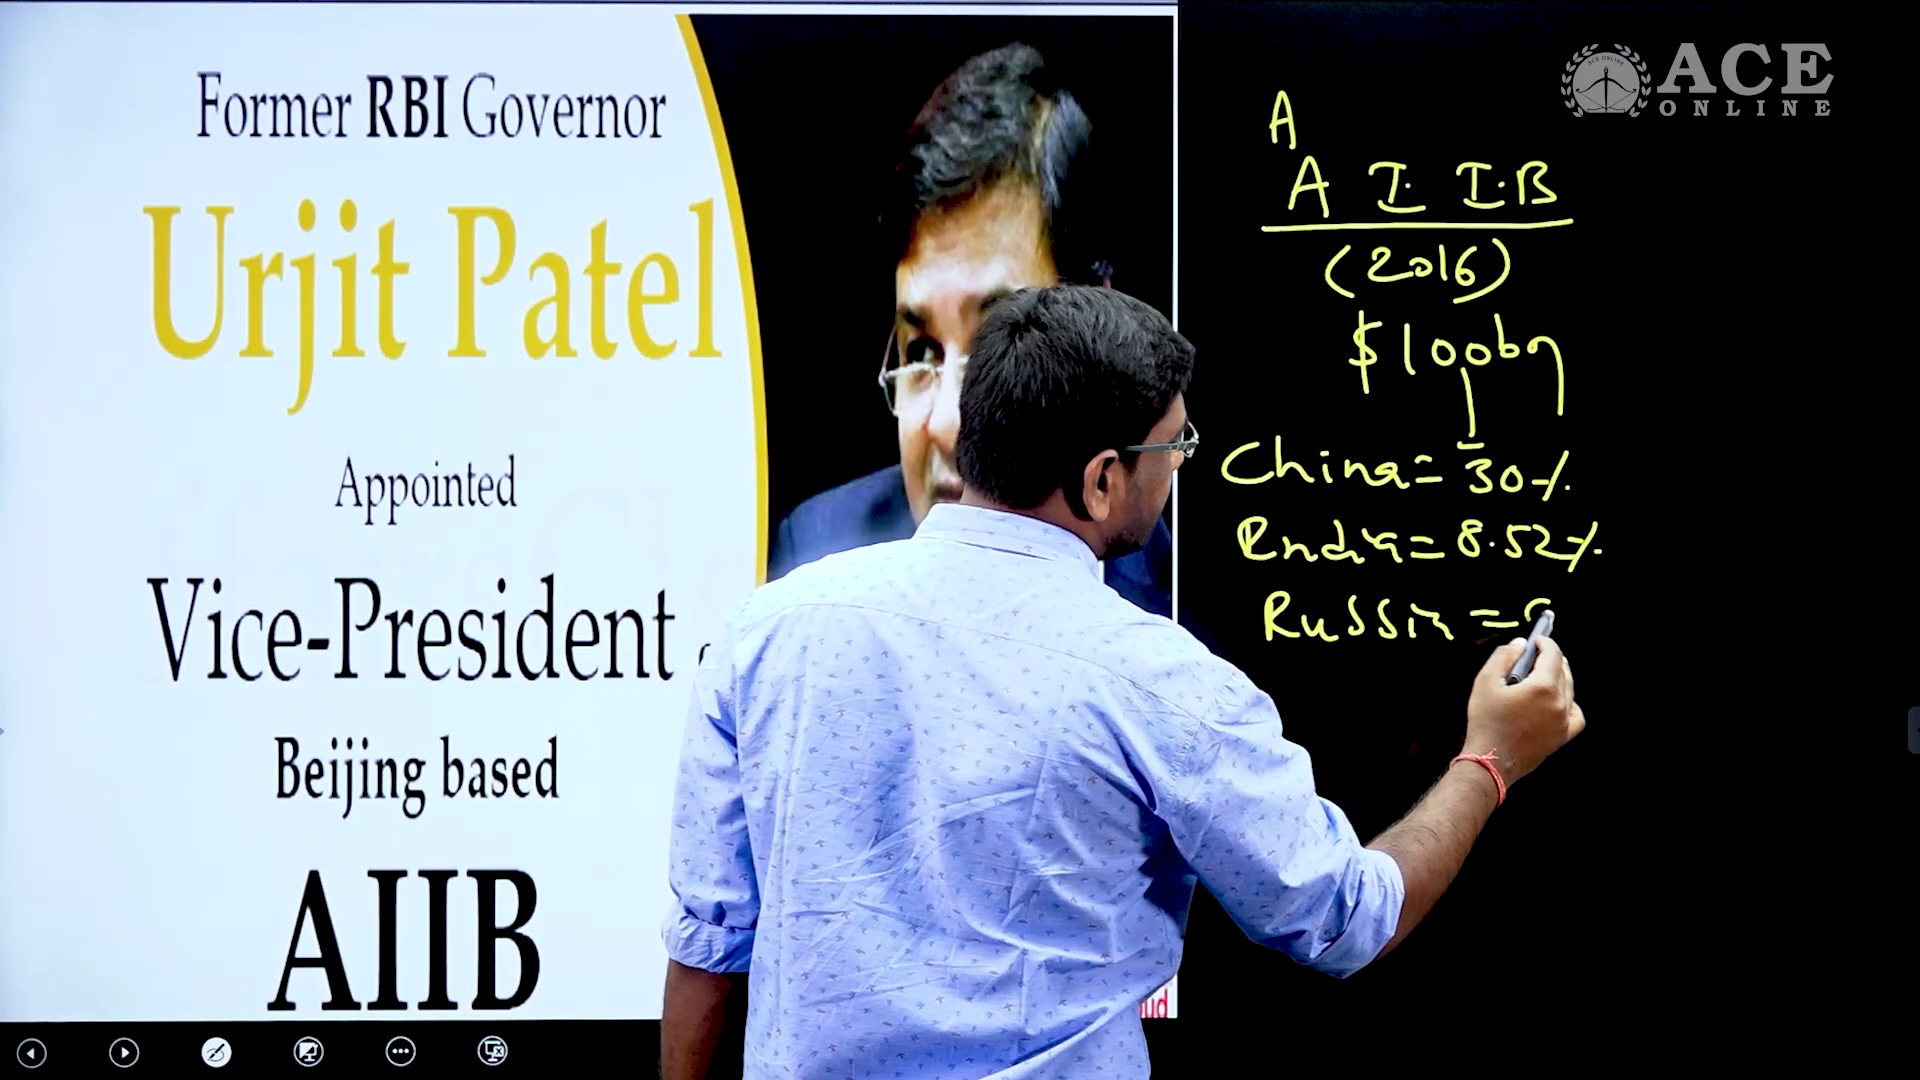 Former RBI Governor
Urjit Patel
Appointed
Vice-President
Beijing based
AIIB
ACE
ONLINE
A
A I. I.B
(2016)
$100bn
China= 30%
India= 8.52%
Russia =